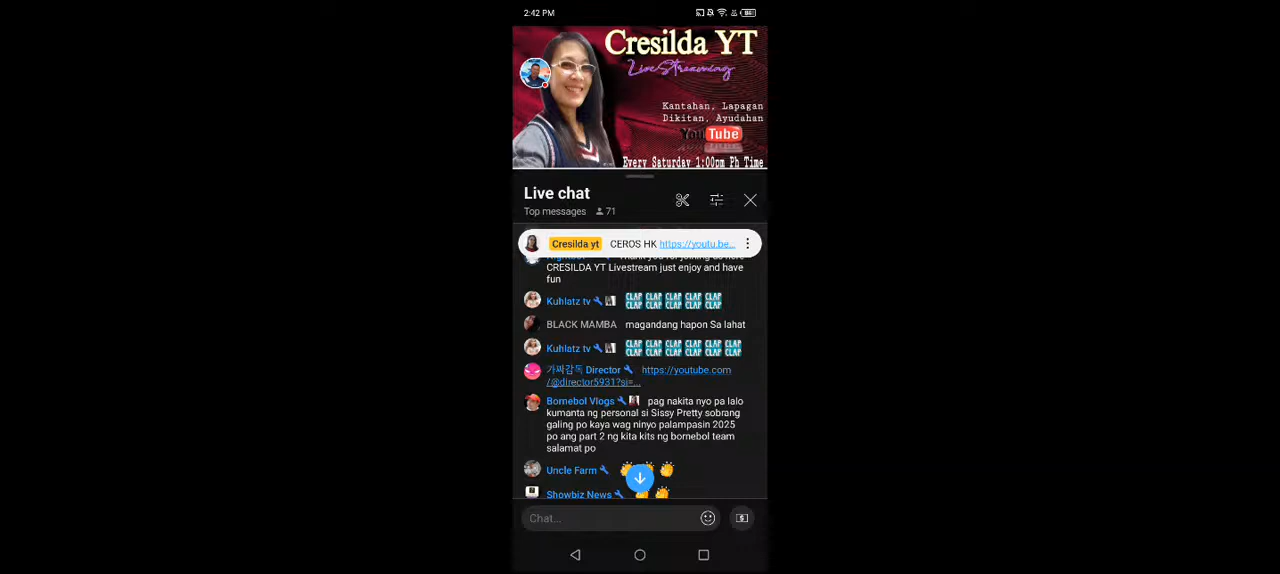 2:42 PM
Cresilda YT
LiveStreaming
Kantahan, Lapagan
Dikitan, Ayudahan
YouTube
Every Saturday 1:00pm Ph Time
Live chat
Top messages 71
Cresilda yt CEROS HK https://youtu.be...
CRESILDA YT Livestream just enjoy and have
fun
Kuhlatz tv CLAP CLAP CLAP CLAP CLAP
CLAP CLAP CLAP CLAP CLAP
BLACK MAMBA magandang hapon Sa lahat
Kuhlatz tv CLAP CLAP CLAP CLAP CLAP CLAP
CLAP CLAP CLAP CLAP CLAP CLAP
가짜감독 Director https://youtube.com
/@director5931?si=...
Bornebol Vlogs pag nakita nyo pa lalo
kumanta ng personal si Sissy Pretty sobrang
galing po kaya wag ninyo palampasin 2025
po ang part 2 ng kita kits ng bornebol team
salamat po
Uncle Farm
Showbiz News
Chat...